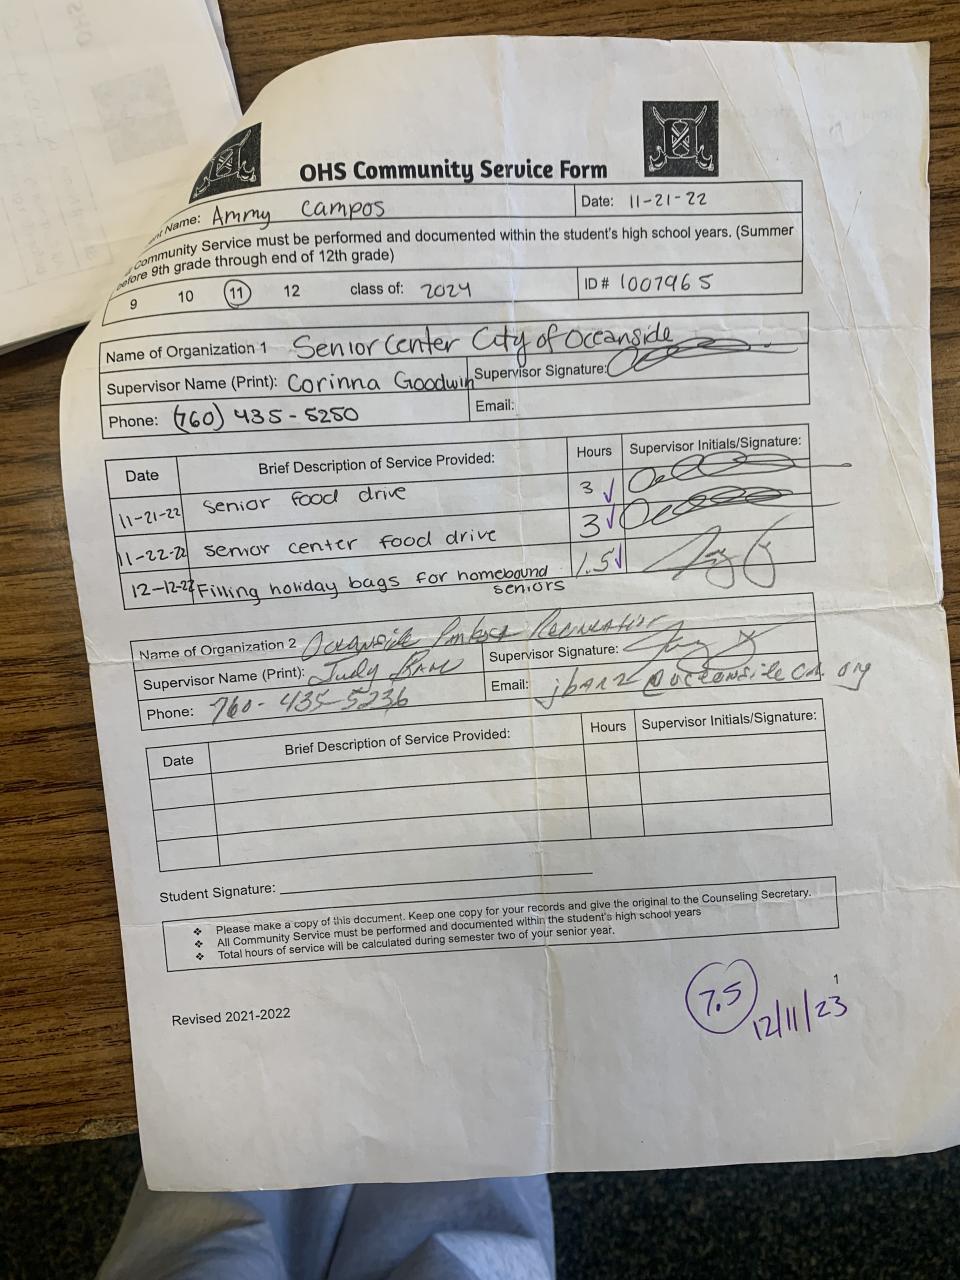 OHS Community Service Form
Name: Ammy Campos Date: 11-21-22
Community Service must be performed and documented within the student's high school years. (Summer
before 9th grade through end of 12th grade)
9 10 11 12 class of: 2024 ID # 1007965
Name of Organization 1 Senior Center City of Oceanside
Supervisor Name (Print): Corinna Goodwin Supervisor Signature:
Phone: (760) 435-5250 Email:
Date Brief Description of Service Provided: Hours Supervisor Initials/Signature:
11-21-22 senior food drive 3 ✓
11-22-22 senior center food drive 3 ✓
12-12-22 Filling holiday bags for homebound seniors 1.5 ✓
Name of Organization 2 Oceanside Parks & Recreation
Supervisor Name (Print): Judy Supervisor Signature:
Phone: 760-435-5236 Email:
Date Brief Description of Service Provided: Hours Supervisor Initials/Signature:
Student Signature:
❖ Please make a copy of this document. Keep one copy for your records and give the original to the Counseling Secretary.
❖ All Community Service must be performed and documented within the student's high school years
❖ Total hours of service will be calculated during semester two of your senior year.
1
7.5 12/11/23
Revised 2021-2022